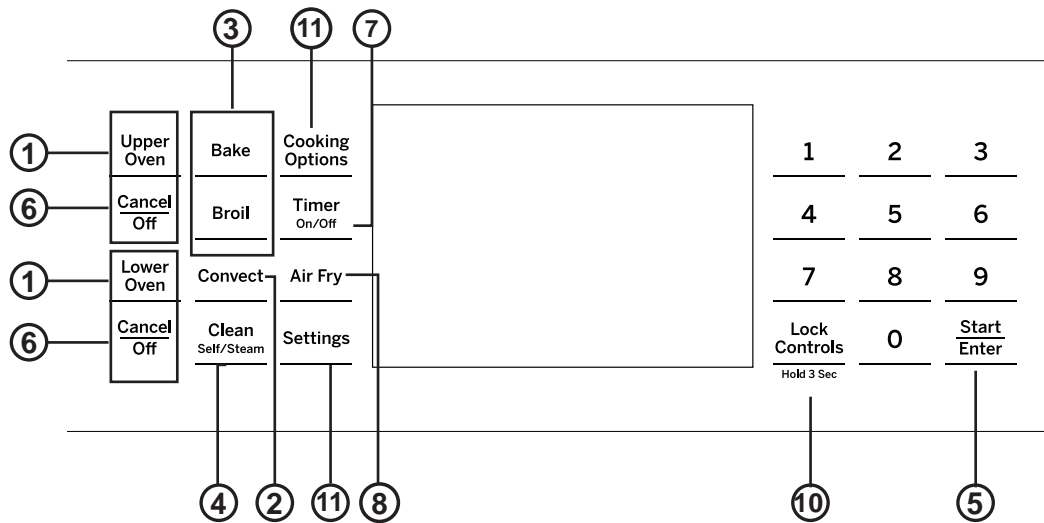 3 11 7
1 Upper Oven Bake Cooking Options 1 2 3
6 Cancel Off Broil Timer On/Off 4 5 6
1 Lower Oven Convect Air Fry 7 8 9
6 Cancel Off Clean Self/Steam Settings Lock Controls Hold 3 Sec 0 Start Enter
4 2 11 8 10 5